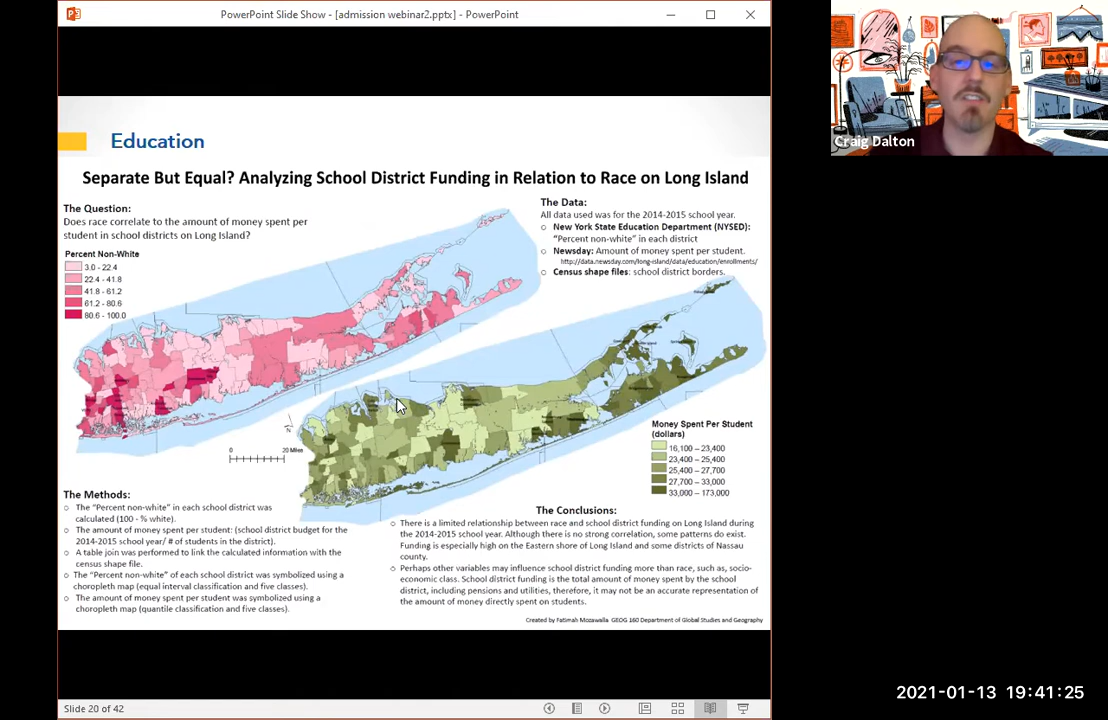 PowerPoint Slide Show - [admission webinar2.pptx] - PowerPoint
Craig Dalton
Education
Separate But Equal? Analyzing School District Funding in Relation to Race on Long Island
The Question:
Does race correlate to the amount of money spent per
student in school districts on Long Island?
Percent Non-White
3.0 - 22.4
22.4 - 41.8
41.8 - 61.2
61.2 - 80.6
80.6 - 100.0
The Data:
All data used was for the 2014-2015 school year.
New York State Education Department (NYSED):
"Percent non-white" in each district
Newsday: Amount of money spent per student.
http://data.newsday.com/long-island/data/education/enrollments/
Census shape files: school district borders.
N
0 20 Miles
Money Spent Per Student
(dollars)
16,100 – 23,400
23,400 – 25,400
25,400 – 27,700
27,700 – 33,000
33,000 – 173,000
The Methods:
The "Percent non-white" in each school district was
calculated (100 - % white).
The amount of money spent per student: (school district budget for the
2014-2015 school year/ # of students in the district).
A table join was performed to link the calculated information with the
census shape file.
The "Percent non-white" of each school district was symbolized using a
choropleth map (equal interval classification and five classes).
The amount of money spent per student was symbolized using a
choropleth map (quantile classification and five classes).
The Conclusions:
There is a limited relationship between race and school district funding on Long Island during
the 2014-2015 school year. Although there is no strong correlation, some patterns do exist.
Funding is especially high on the Eastern shore of Long Island and some districts of Nassau
county.
Perhaps other variables may influence school district funding more than race, such as, socio-
economic class. School district funding is the total amount of money spent by the school
district, including pensions and utilities, therefore, it may not be an accurate representation of
the amount of money directly spent on students.
Created by Fatimah Mozawalla. GEOG 160 Department of Global Studies and Geography
2021-01-13 19:41:25
Slide 20 of 42